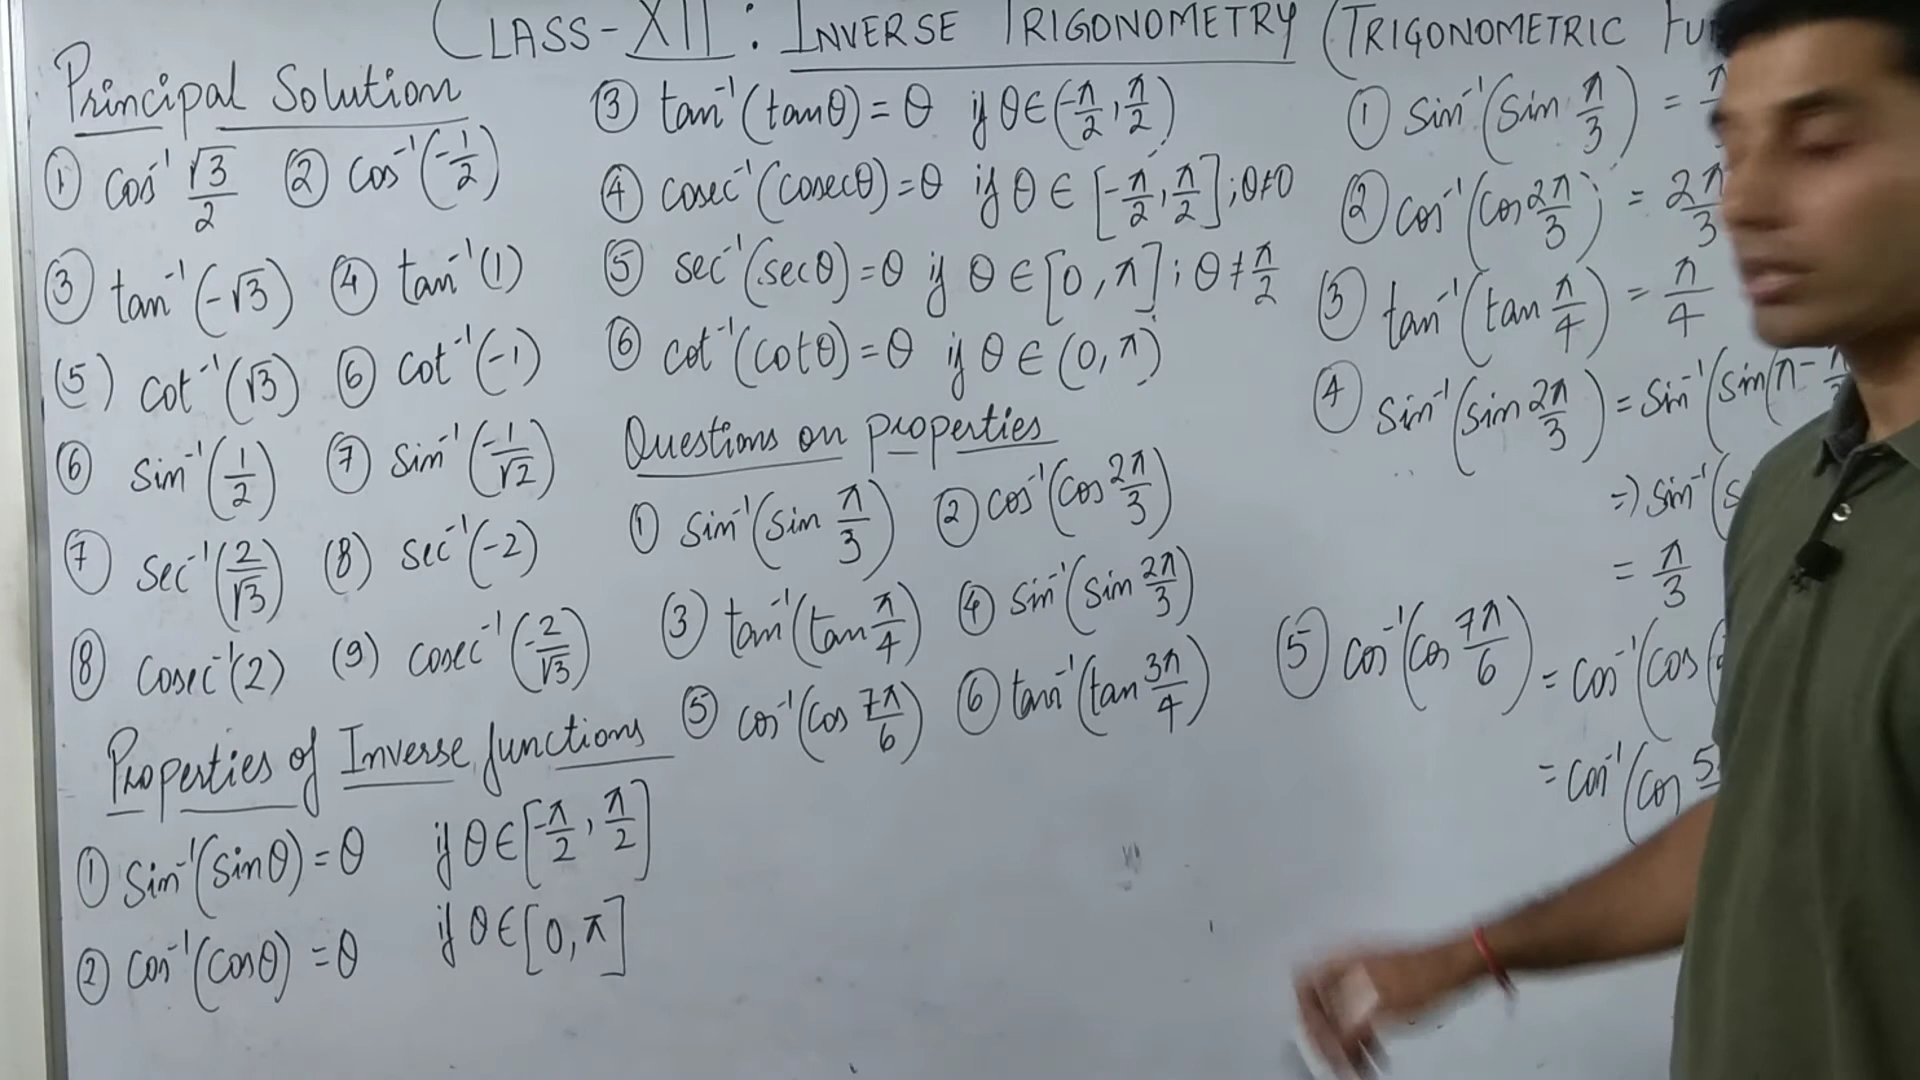 CLASS-XII : INVERSE TRIGONOMETRY (TRIGONOMETRIC
Principal Solution
① cos⁻¹ √3/2 ② cos⁻¹(-1/2)
③ tan⁻¹(-√3) ④ tan⁻¹(1)
(5) cot⁻¹(√3) ⑥ cot⁻¹(-1)
⑥ sin⁻¹(1/2) ⑦ sin⁻¹(-1/√2)
⑦ sec⁻¹(2/√3) (8) sec⁻¹(-2)
⑧ cosec⁻¹(2) (9) cosec⁻¹(-2/√3)
Properties of Inverse functions
① sin⁻¹(sinθ) = θ if θ ∈ [-π/2, π/2]
② cos⁻¹(cosθ) = θ if θ ∈ [0, π]
③ tan⁻¹(tanθ) = θ if θ ∈ (-π/2, π/2)
④ cosec⁻¹(cosecθ) = θ if θ ∈ [-π/2, π/2] ; θ ≠ 0
⑤ sec⁻¹(secθ) = θ if θ ∈ [0, π] ; θ ≠ π/2
⑥ cot⁻¹(cotθ) = θ if θ ∈ (0, π)
Questions on properties
① sin⁻¹(sin π/3) ② cos⁻¹(cos 2π/3)
③ tan⁻¹(tan π/4) ④ sin⁻¹(sin 2π/3)
⑤ cos⁻¹(cos 7π/6) ⑥ tan⁻¹(tan 3π/4)
① sin⁻¹(sin π/3) =
② cos⁻¹(cos 2π/3) = 2π/3
③ tan⁻¹(tan π/4) = π/4
④ sin⁻¹(sin 2π/3) = sin⁻¹(sin(π-
=) sin⁻¹(
= π/3
⑤ cos⁻¹(cos 7π/6) = cos⁻¹(cos(
= cos⁻¹(cos 5